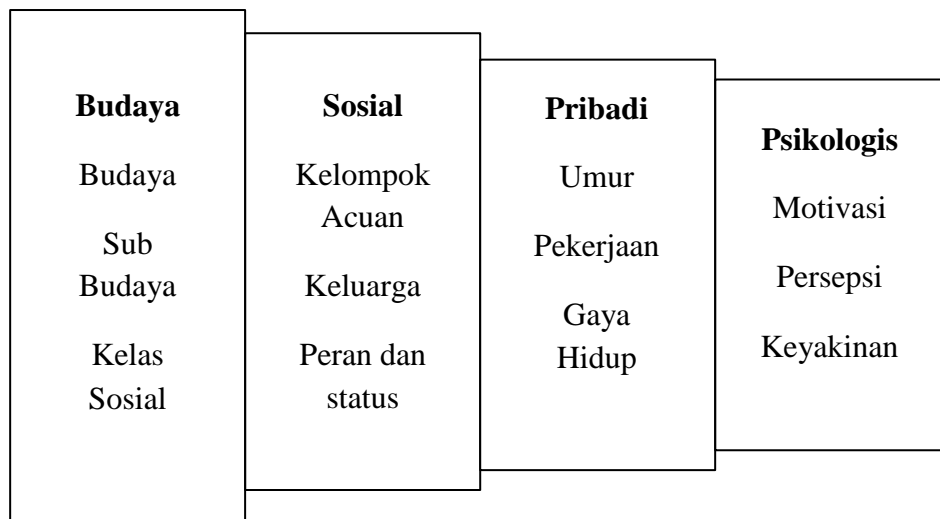 Budaya
Budaya
Sub
Budaya
Kelas
Sosial
Sosial
Kelompok
Acuan
Keluarga
Peran dan
status
Pribadi
Umur
Pekerjaan
Gaya
Hidup
Psikologis
Motivasi
Persepsi
Keyakinan